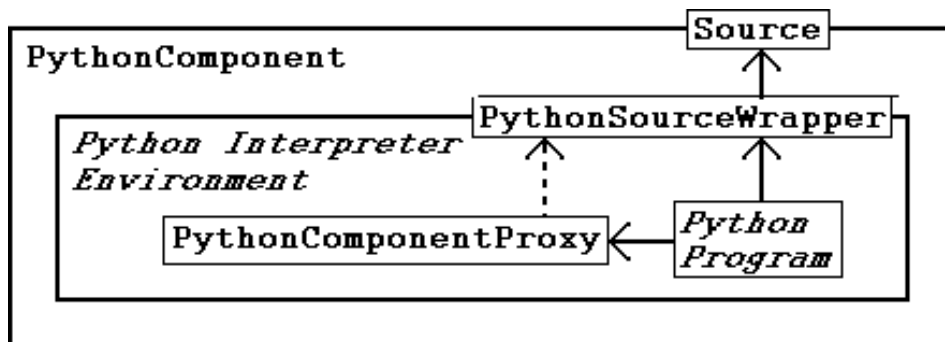 Source
PythonComponent
PythonSourceWrapper
Python Interpreter
Environment
PythonComponentProxy
Python
Program